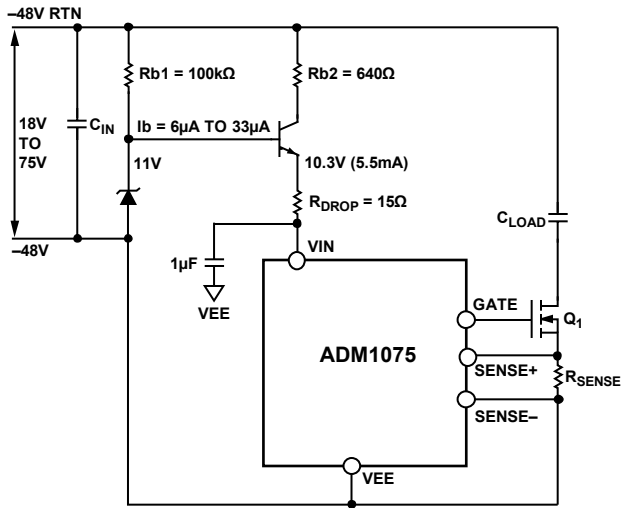 –48V RTN
Rb1 = 100kΩ
Rb2 = 640Ω
18V
TO
75V
CIN
Ib = 6µA TO 33µA
11V
10.3V (5.5mA)
RDROP = 15Ω
CLOAD
–48V
1µF
VEE
VIN
GATE
Q1
ADM1075
SENSE+
RSENSE
SENSE–
VEE